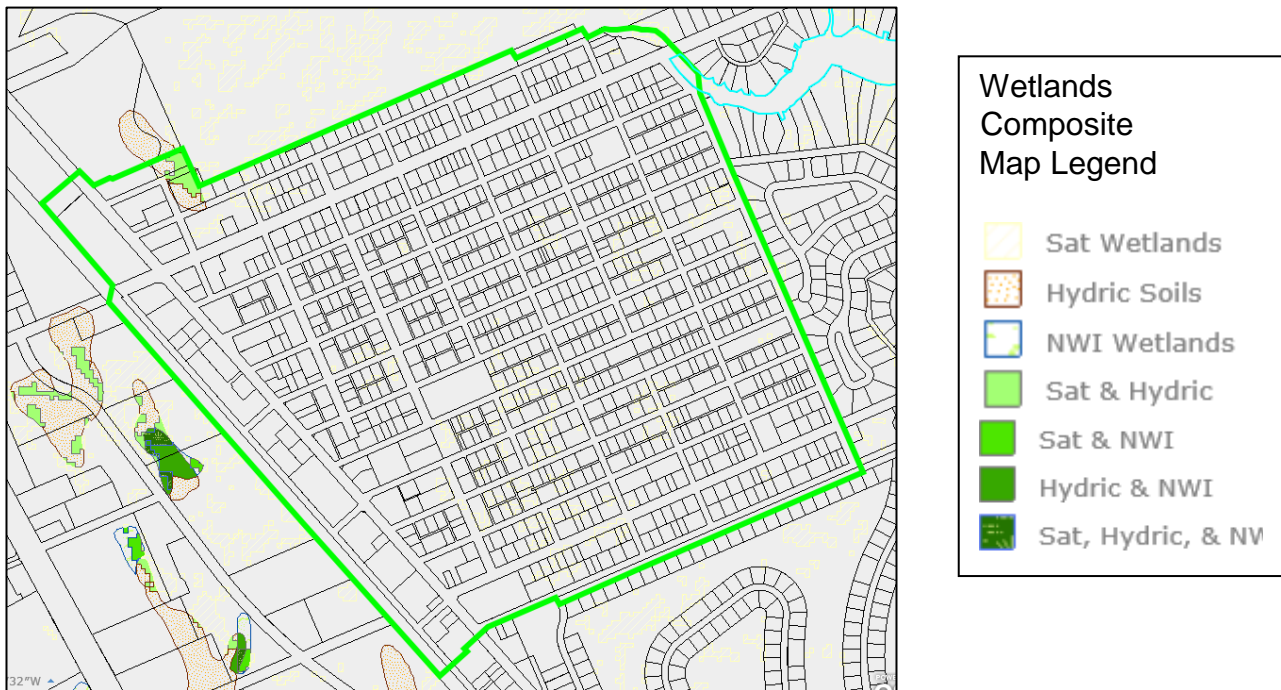 Wetlands
Composite
Map Legend
Sat Wetlands
Hydric Soils
NWI Wetlands
Sat & Hydric
Sat & NWI
Hydric & NWI
Sat, Hydric, & NW
732"W